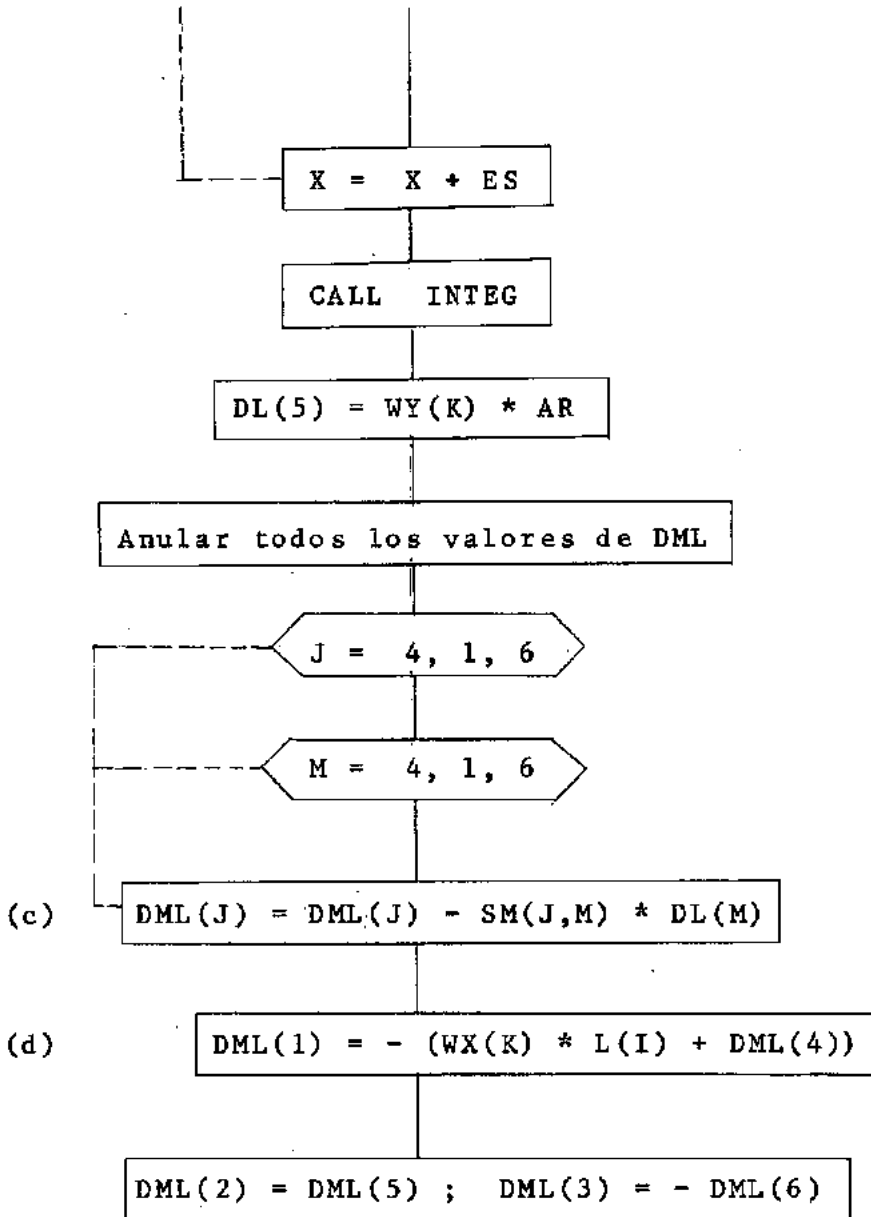 X = X + ES
CALL INTEG
DL(5) = WY(K) * AR
Anular todos los valores de DML
J = 4, 1, 6
M = 4, 1, 6
(c) DML(J) = DML(J) - SM(J,M) * DL(M)
(d) DML(1) = - (WX(K) * L(I) + DML(4))
DML(2) = DML(5) ; DML(3) = - DML(6)